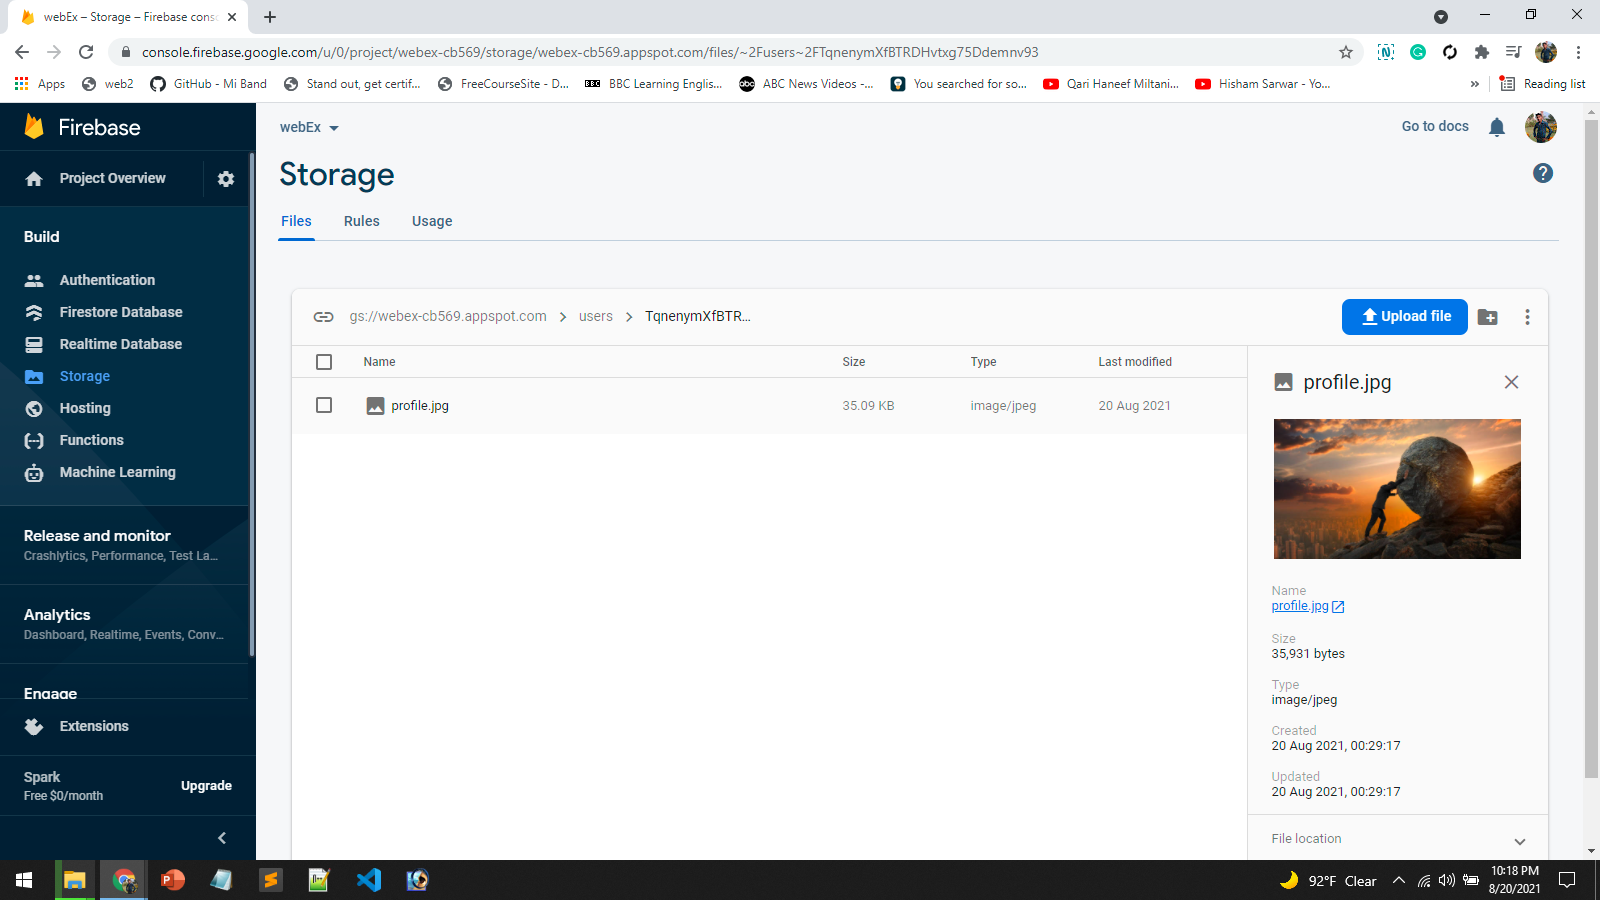 webEx – Storage – Firebase cons
console.firebase.google.com/u/0/project/webex-cb569/storage/webex-cb569.appspot.com/files/~2Fusers~2FTqnenymXfBTRDHvtxg75Ddemnv93
Apps
web2
GitHub - Mi Band
Stand out, get certif...
FreeCourseSite - D...
BBC
BBC Learning Englis...
abc
ABC News Videos -...
You searched for so...
Qari Haneef Miltani...
Hisham Sarwar - Yo...
»
Reading list
Firebase
webEx
Go to docs
Project Overview
Storage
?
Files
Rules
Usage
Build
Authentication
Firestore Database
Realtime Database
Storage
Hosting
Functions
Machine Learning
Release and monitor
Crashlytics, Performance, Test La...
Analytics
Dashboard, Realtime, Events, Conv...
Engage
Extensions
Spark
Free $0/month
Upgrade
gs://webex-cb569.appspot.com
users
TqnenymXfBTR...
Upload file
Name
Size
Type
Last modified
profile.jpg
35.09 KB
image/jpeg
20 Aug 2021
profile.jpg
Name
profile.jpg
Size
35,931 bytes
Type
image/jpeg
Created
20 Aug 2021, 00:29:17
Updated
20 Aug 2021, 00:29:17
File location
92°F Clear
10:18 PM
8/20/2021